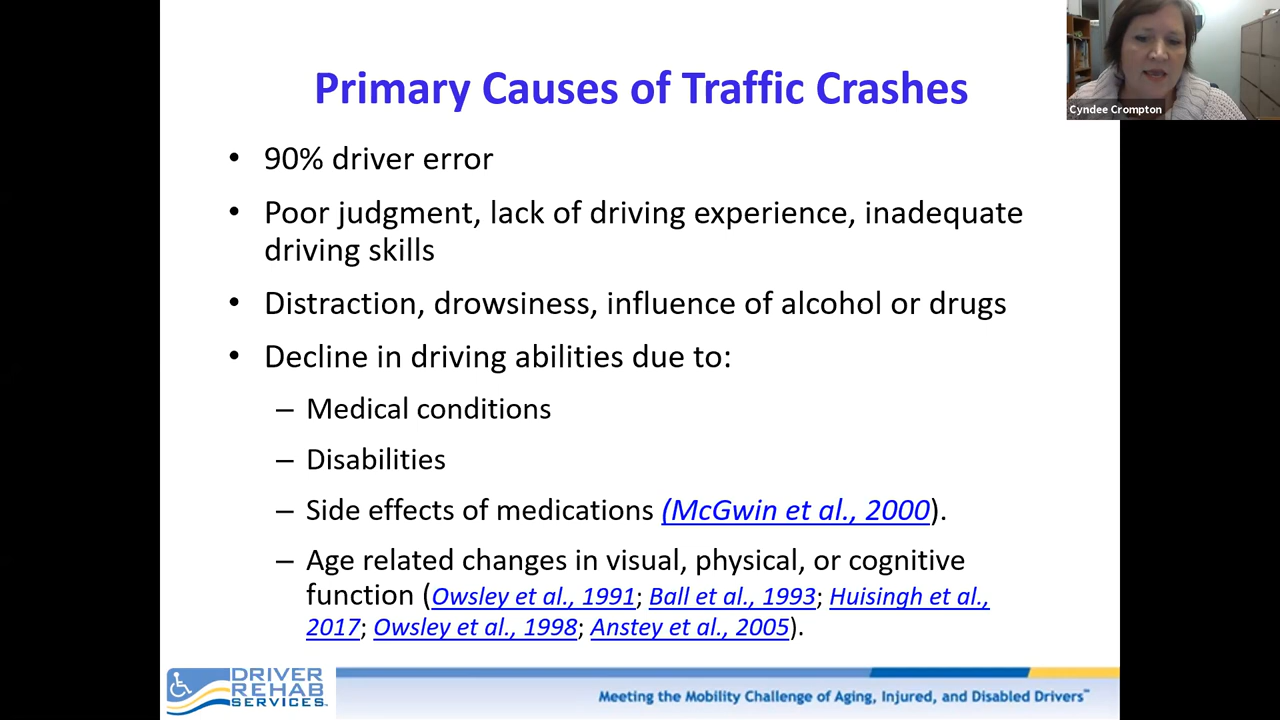 Cyndee Crompton
Primary Causes of Traffic Crashes
• 90% driver error
• Poor judgment, lack of driving experience, inadequate
driving skills
• Distraction, drowsiness, influence of alcohol or drugs
• Decline in driving abilities due to:
– Medical conditions
– Disabilities
– Side effects of medications (McGwin et al., 2000).
– Age related changes in visual, physical, or cognitive
function (Owsley et al., 1991; Ball et al., 1993; Huisingh et al.,
2017; Owsley et al., 1998; Anstey et al., 2005).
DRIVER
REHAB
SERVICES
Meeting the Mobility Challenge of Aging, Injured, and Disabled Drivers™